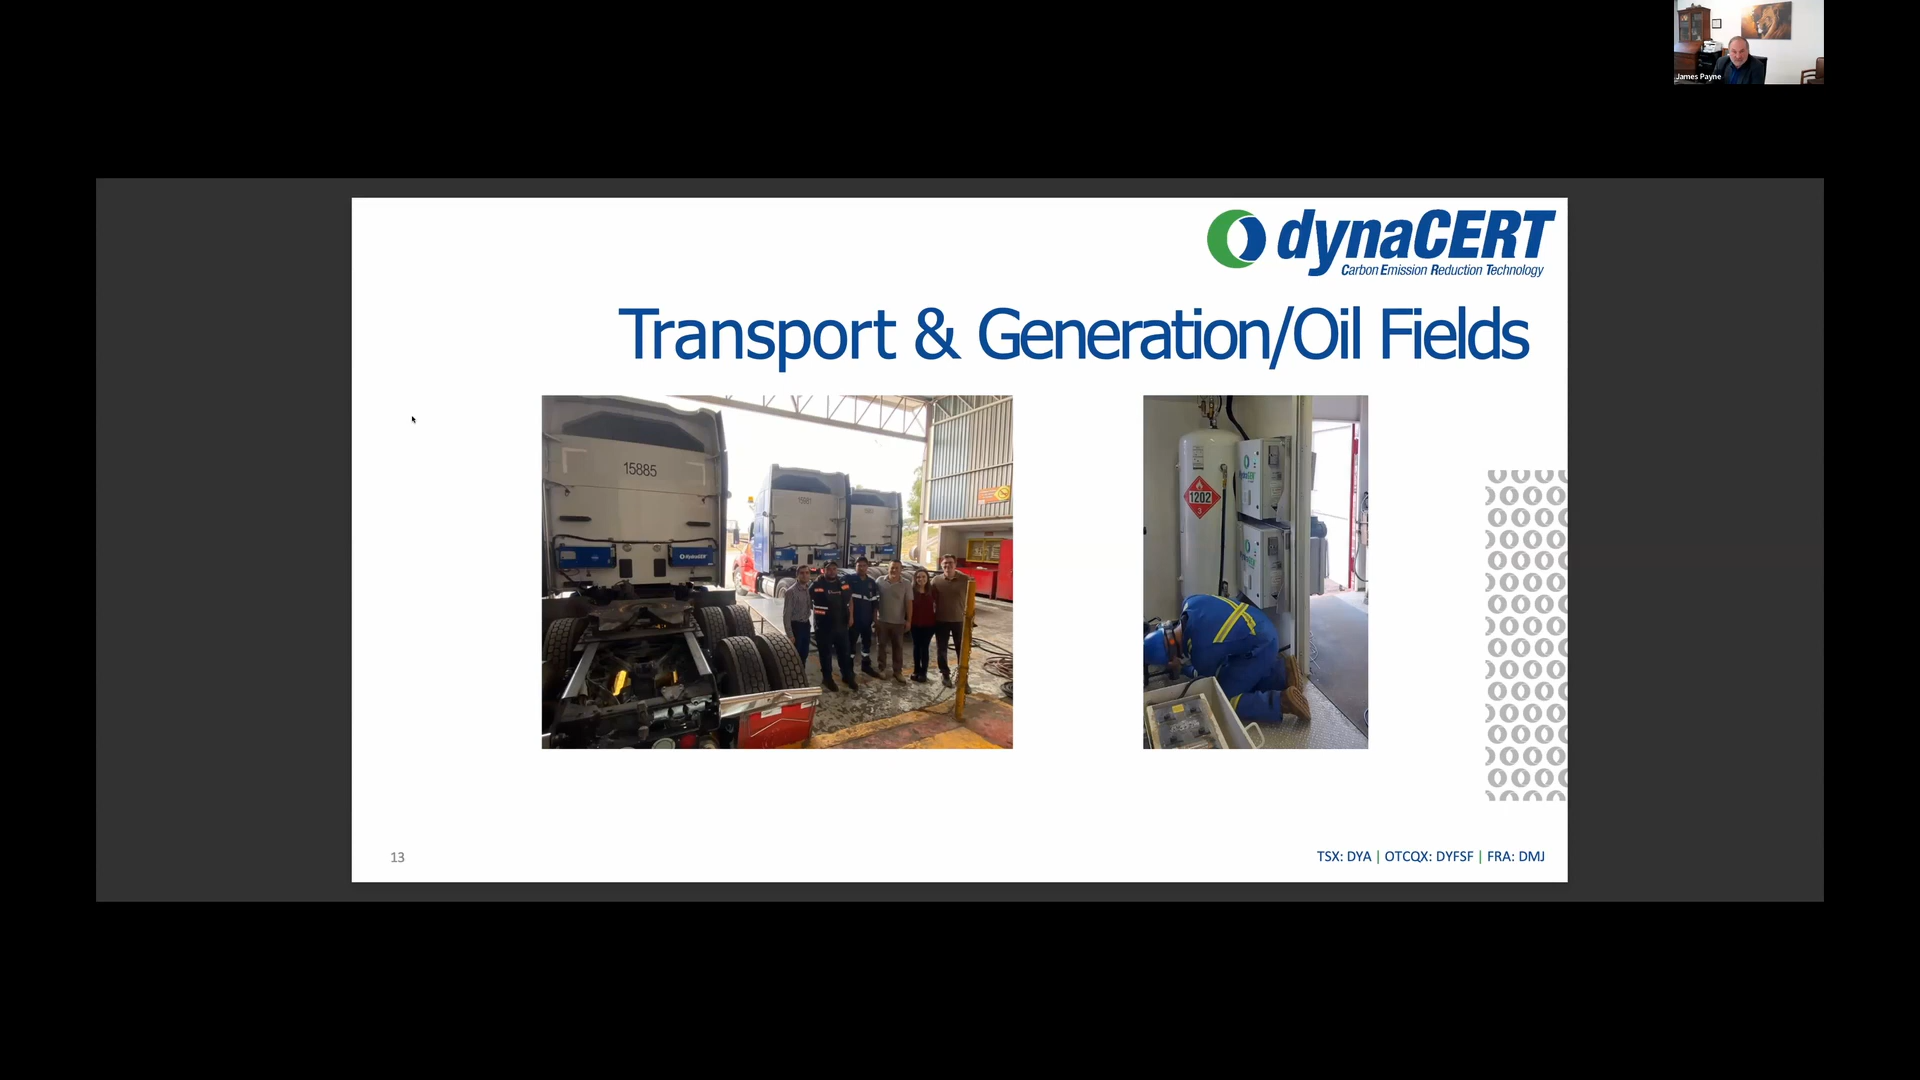 James Payne
dynaCERT
Carbon Emission Reduction Technology
Transport & Generation/Oil Fields
15885
1202
3
13
TSX: DYA | OTCQX: DYFSF | FRA: DMJ